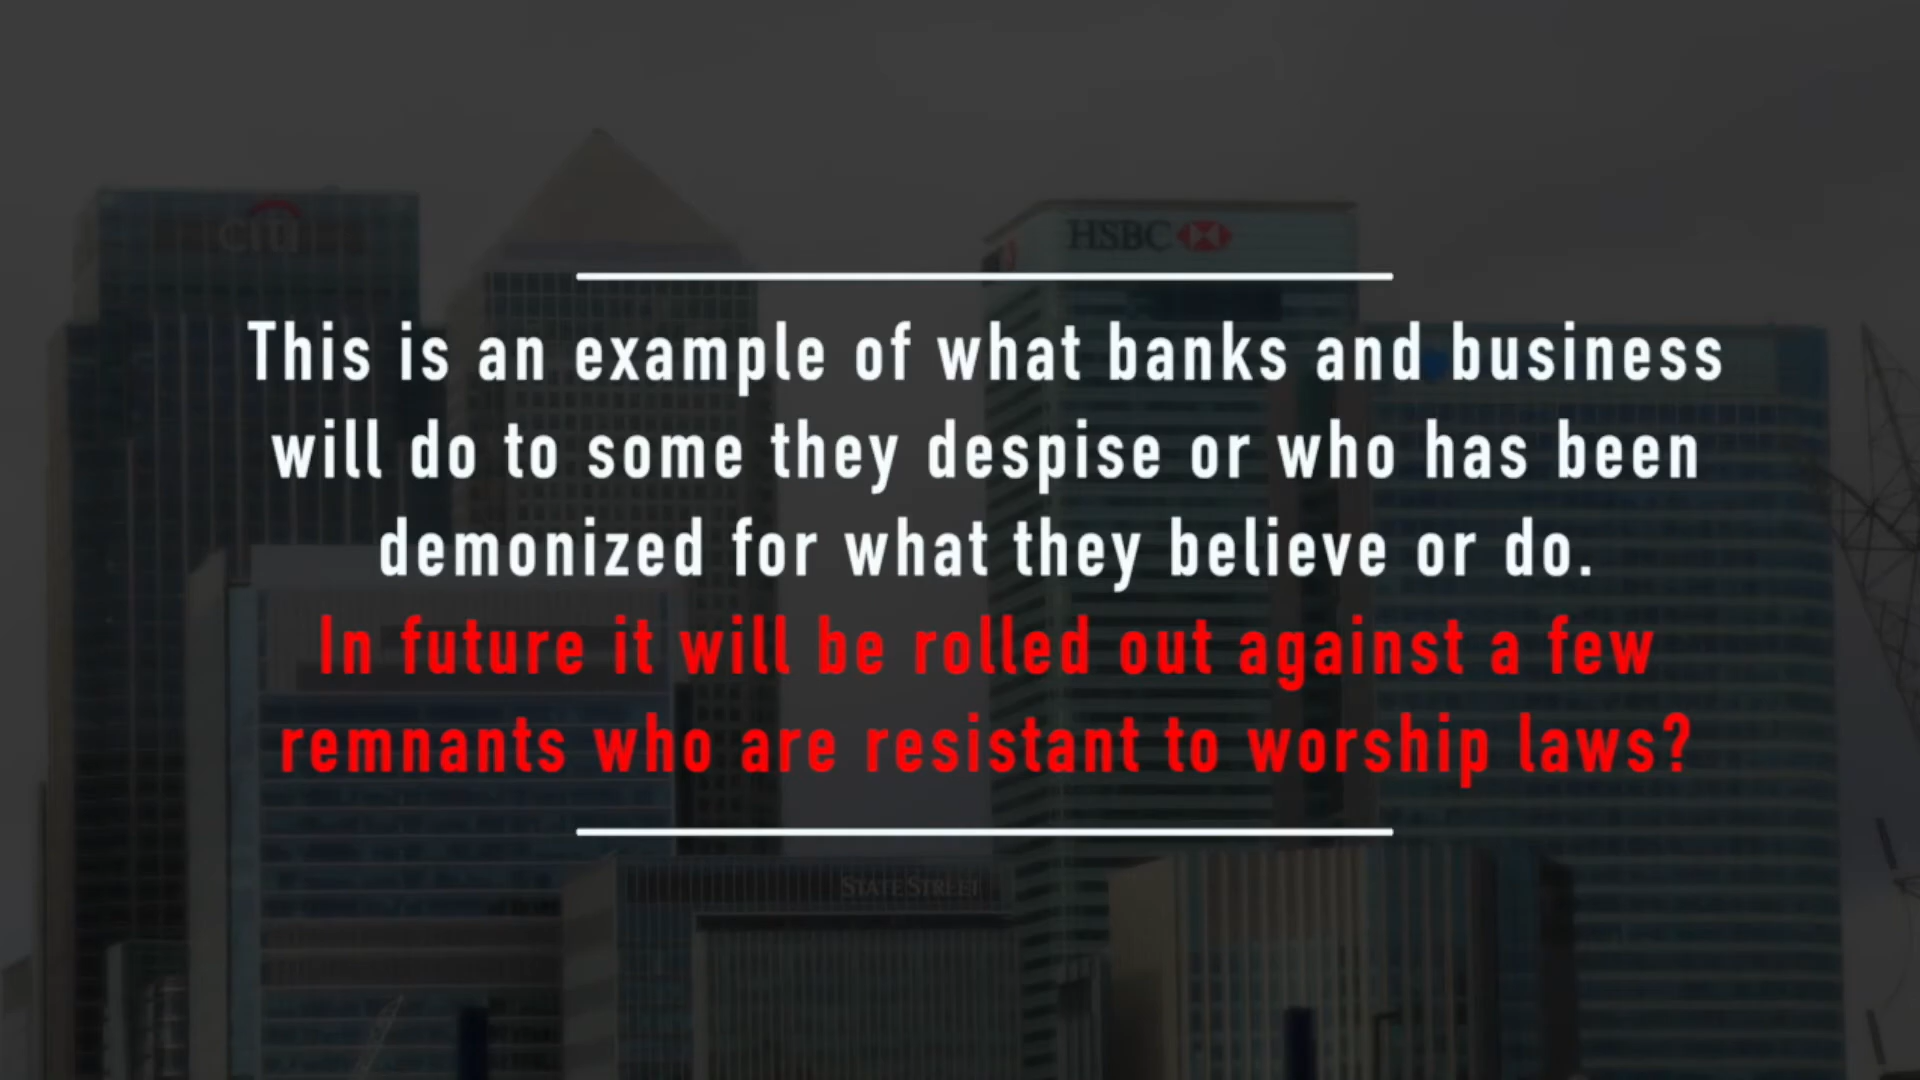 citi
HSBC
This is an example of what banks and business
will do to some they despise or who has been
demonized for what they believe or do.
In future it will be rolled out against a few
remnants who are resistant to worship laws?
STATE STREET